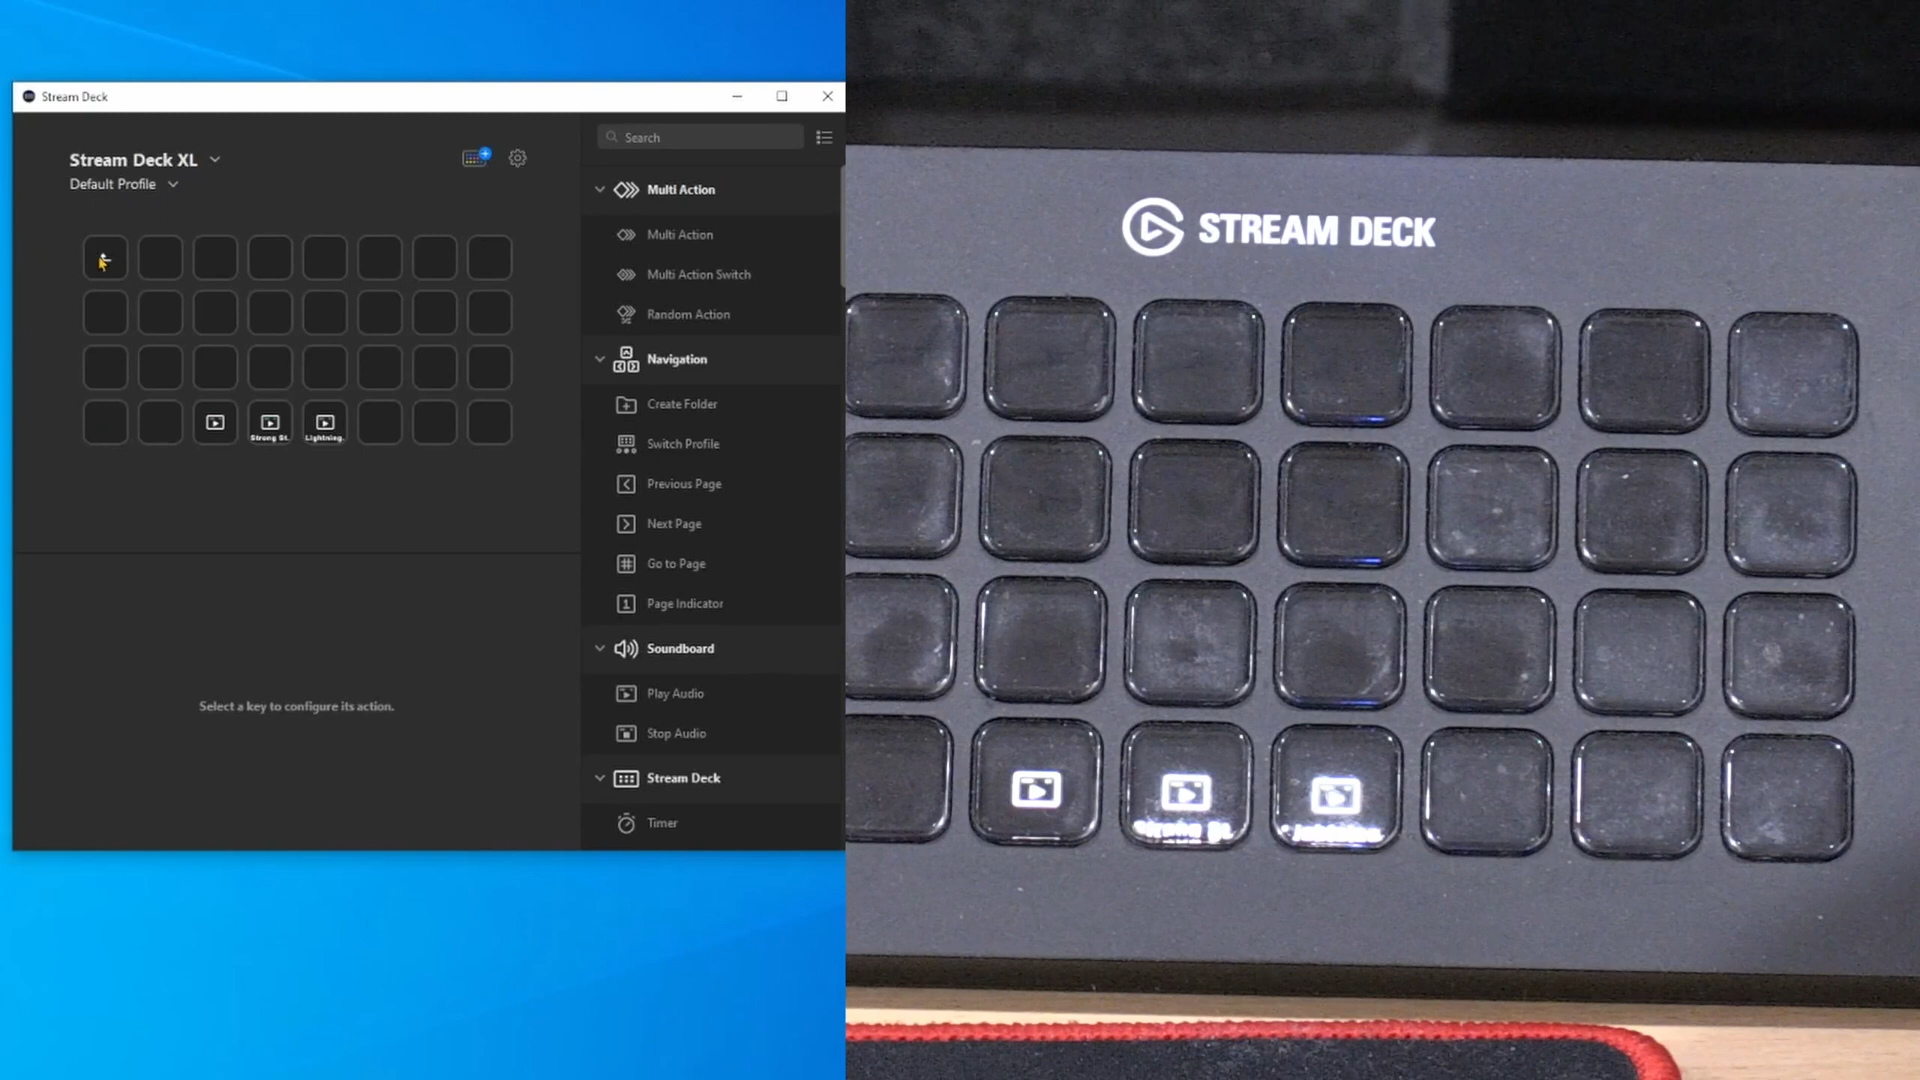 Stream Deck
Search
Stream Deck XL
Default Profile
Strong St.
Lightning.
Select a key to configure its action.
Multi Action
Multi Action
Multi Action Switch
Random Action
Navigation
Create Folder
Switch Profile
Previous Page
Next Page
Go to Page
1
Page Indicator
Soundboard
Play Audio
Stop Audio
Stream Deck
Timer
STREAM DECK